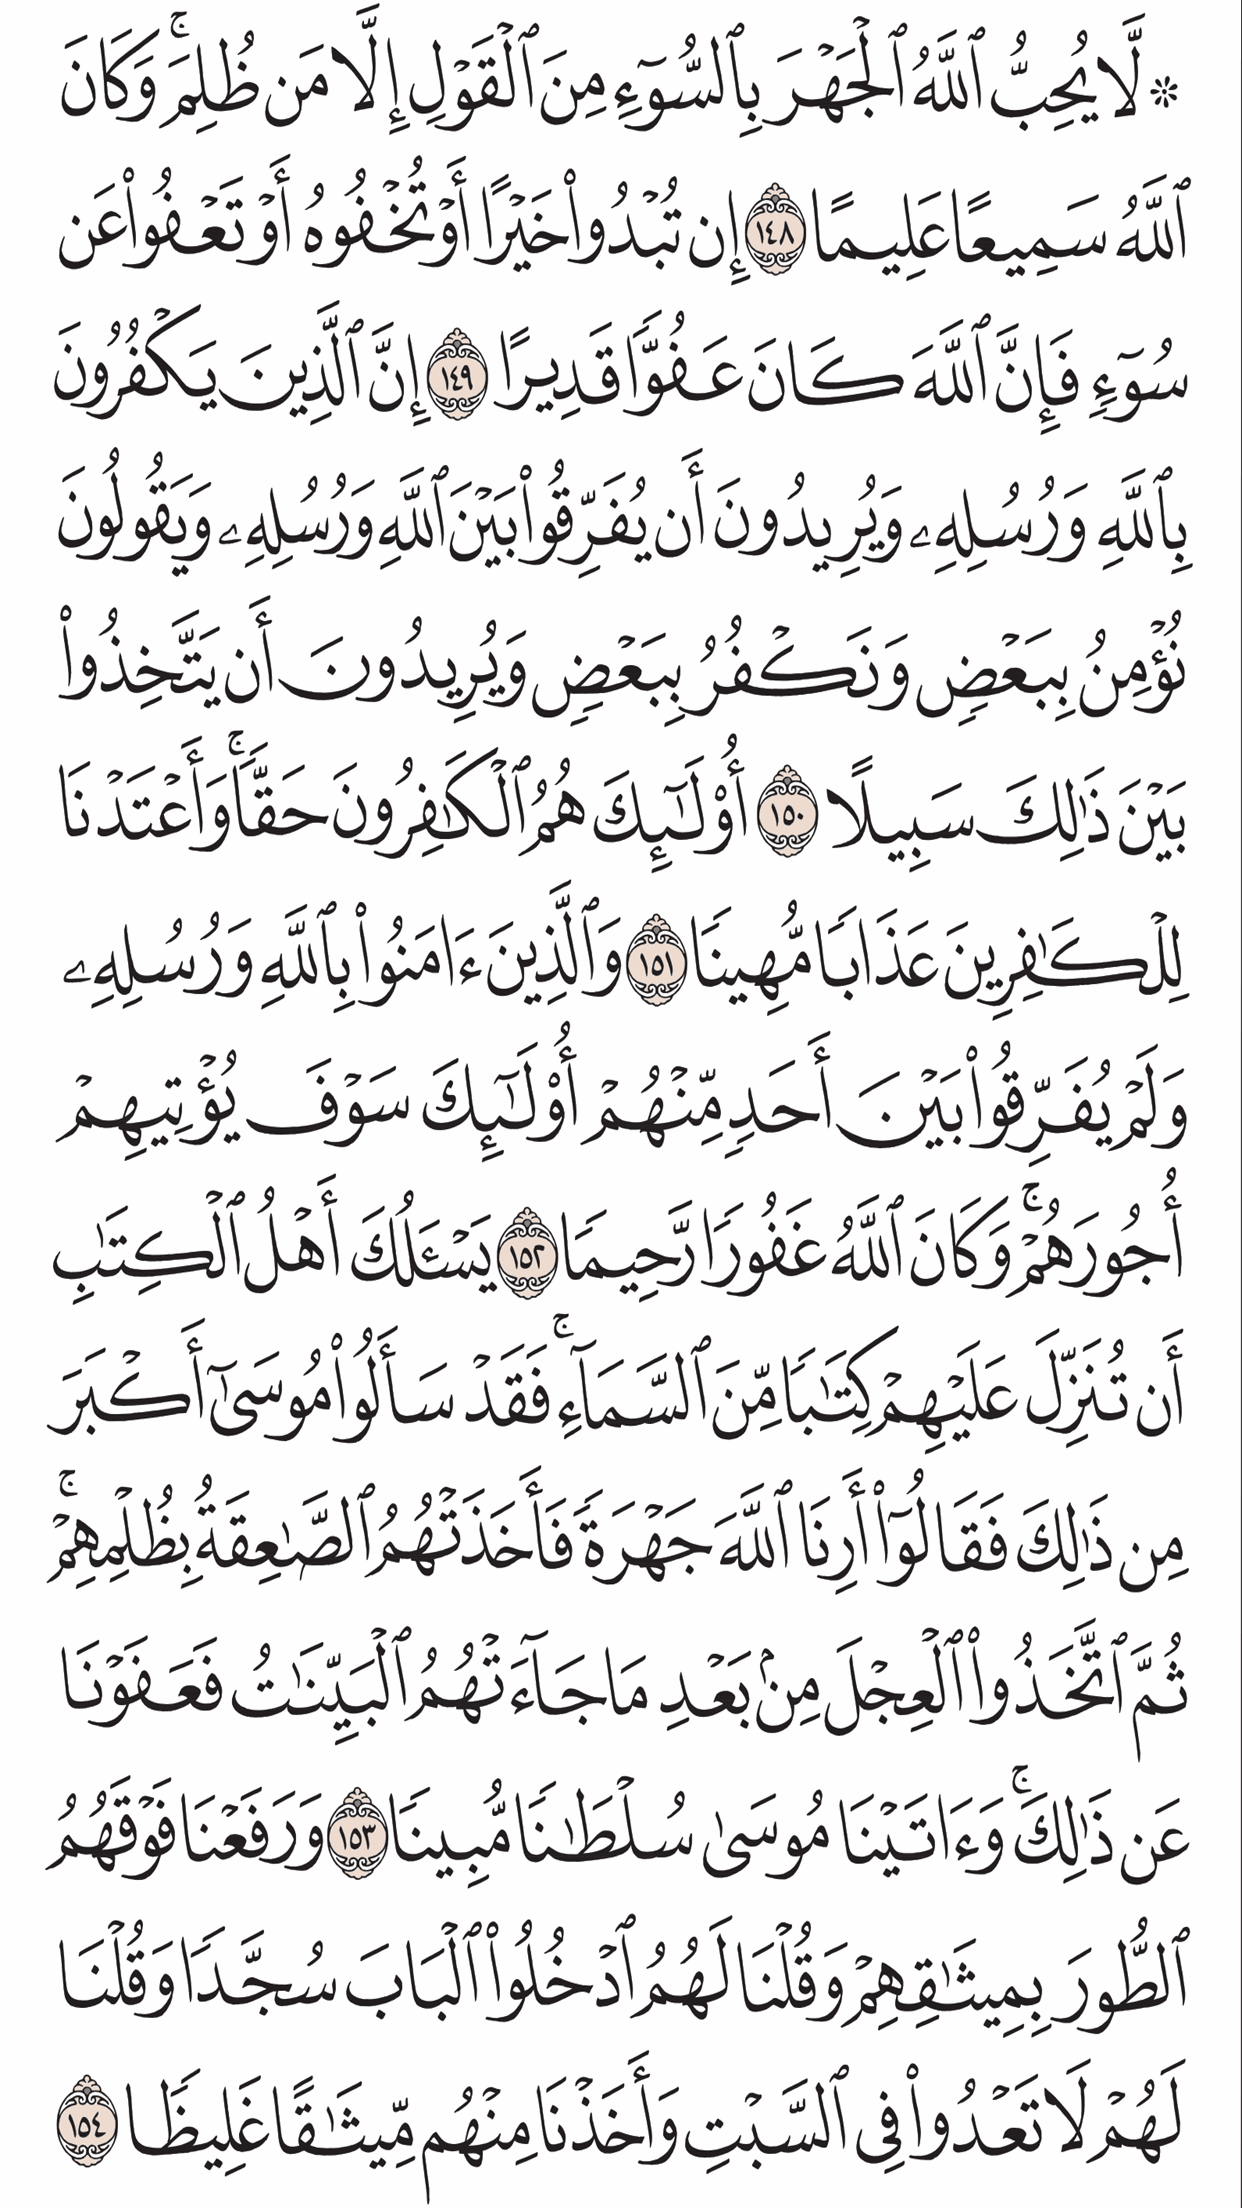 ۞ لَّا يُحِبُّ ٱللَّهُ ٱلْجَهْرَ بِٱلسُّوٓءِ مِنَ ٱلْقَوْلِ إِلَّا مَن ظُلِمَ ۚ وَكَانَ
ٱللَّهُ سَمِيعًا عَلِيمًا ١٤٨ إِن تُبْدُوا۟ خَيْرًا أَوْ تُخْفُوهُ أَوْ تَعْفُوا۟ عَن
سُوٓءٍ فَإِنَّ ٱللَّهَ كَانَ عَفُوًّا قَدِيرًا ١٤٩ إِنَّ ٱلَّذِينَ يَكْفُرُونَ
بِٱللَّهِ وَرُسُلِهِۦ وَيُرِيدُونَ أَن يُفَرِّقُوا۟ بَيْنَ ٱللَّهِ وَرُسُلِهِۦ وَيَقُولُونَ
نُؤْمِنُ بِبَعْضٍ وَنَكْفُرُ بِبَعْضٍ وَيُرِيدُونَ أَن يَتَّخِذُوا۟
بَيْنَ ذَٰلِكَ سَبِيلًا ١٥٠ أُو۟لَـٰٓئِكَ هُمُ ٱلْكَـٰفِرُونَ حَقًّا ۚ وَأَعْتَدْنَا
لِلْكَـٰفِرِينَ عَذَابًا مُّهِينًا ١٥١ وَٱلَّذِينَ ءَامَنُوا۟ بِٱللَّهِ وَرُسُلِهِۦ
وَلَمْ يُفَرِّقُوا۟ بَيْنَ أَحَدٍ مِّنْهُمْ أُو۟لَـٰٓئِكَ سَوْفَ يُؤْتِيهِمْ
أُجُورَهُمْ ۚ وَكَانَ ٱللَّهُ غَفُورًا رَّحِيمًا ١٥٢ يَسْـَٔلُكَ أَهْلُ ٱلْكِتَـٰبِ
أَن تُنَزِّلَ عَلَيْهِمْ كِتَـٰبًا مِّنَ ٱلسَّمَآءِ ۚ فَقَدْ سَأَلُوا۟ مُوسَىٰٓ أَكْبَرَ
مِن ذَٰلِكَ فَقَالُوٓا۟ أَرِنَا ٱللَّهَ جَهْرَةً فَأَخَذَتْهُمُ ٱلصَّـٰعِقَةُ بِظُلْمِهِمْ ۚ
ثُمَّ ٱتَّخَذُوا۟ ٱلْعِجْلَ مِنۢ بَعْدِ مَا جَآءَتْهُمُ ٱلْبَيِّنَـٰتُ فَعَفَوْنَا
عَن ذَٰلِكَ ۚ وَءَاتَيْنَا مُوسَىٰ سُلْطَـٰنًا مُّبِينًا ١٥٣ وَرَفَعْنَا فَوْقَهُمُ
ٱلطُّورَ بِمِيثَـٰقِهِمْ وَقُلْنَا لَهُمُ ٱدْخُلُوا۟ ٱلْبَابَ سُجَّدًا وَقُلْنَا
لَهُمْ لَا تَعْدُوا۟ فِى ٱلسَّبْتِ وَأَخَذْنَا مِنْهُم مِّيثَـٰقًا غَلِيظًا ١٥٤